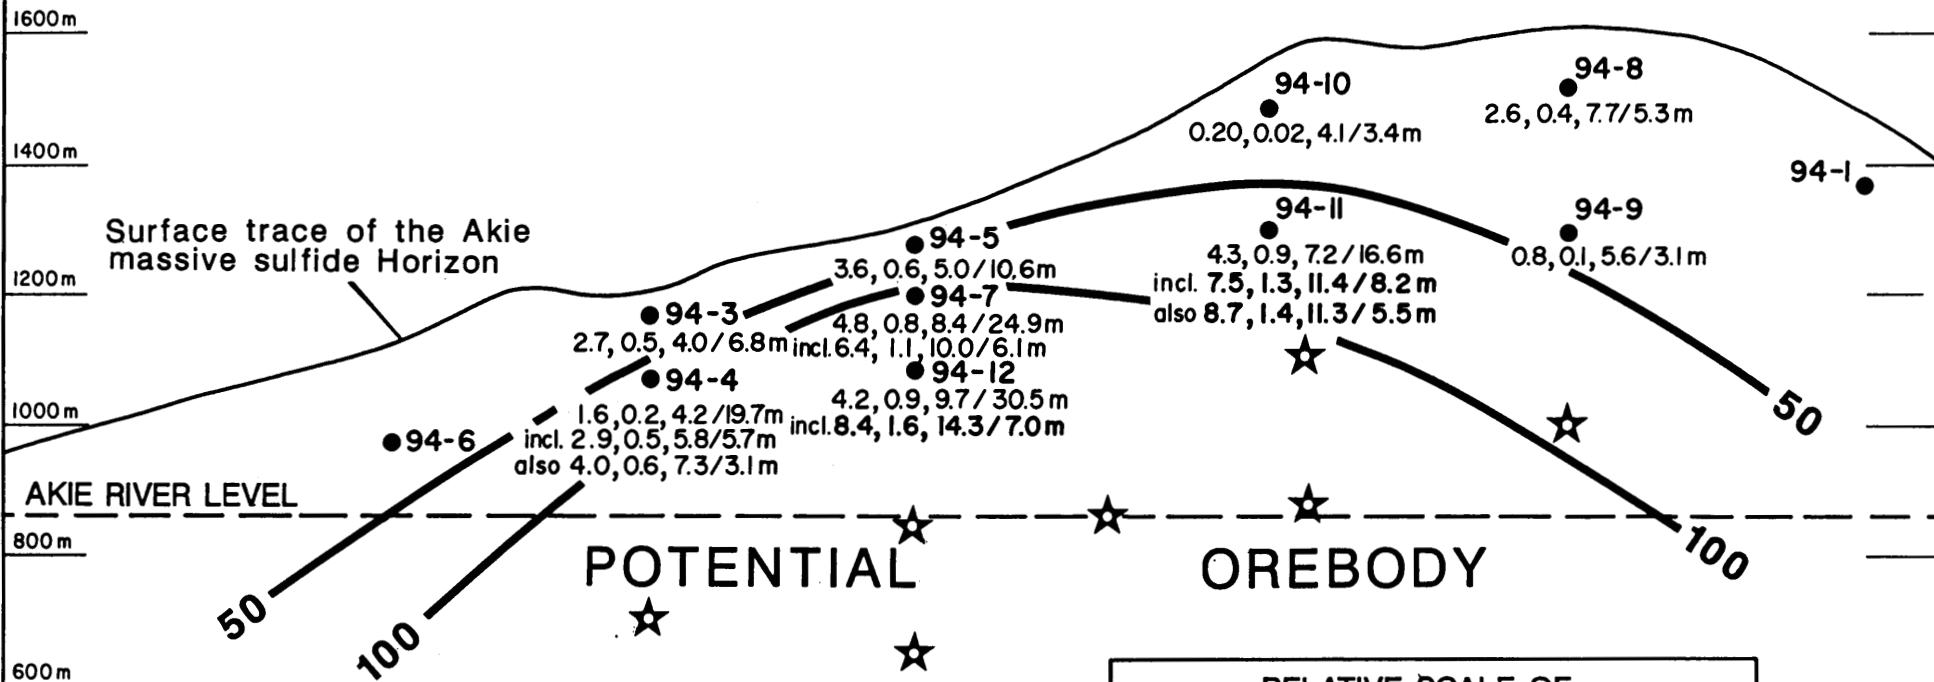 1600m
94-8
94-10
2.6, 0.4, 7.7/5.3m
0.20, 0.02, 4.1/3.4m
1400m
94-1
94-11
94-9
Surface trace of the Akie
massive sulfide Horizon
94-5
4.3, 0.9, 7.2/16.6m
0.8, 0.1, 5.6/3.1m
3.6, 0.6, 5.0/10.6m
1200m
incl. 7.5, 1.3, 11.4/8.2m
94-7
also 8.7, 1.4, 11.3/5.5m
94-3
4.8, 0.8, 8.4/24.9m
2.7, 0.5, 4.0/6.8m
incl. 6.4, 1.1, 10.0/6.1m
94-4
94-12
4.2, 0.9, 9.7/30.5m
1000m
1.6, 0.2, 4.2/19.7m
50
incl. 8.4, 1.6, 14.3/7.0m
94-6
incl. 2.9, 0.5, 5.8/5.7m
also 4.0, 0.6, 7.3/3.1m
AKIE RIVER LEVEL
800m
POTENTIAL OREBODY
100
50
100
600m
RELATIVE SCALE OF